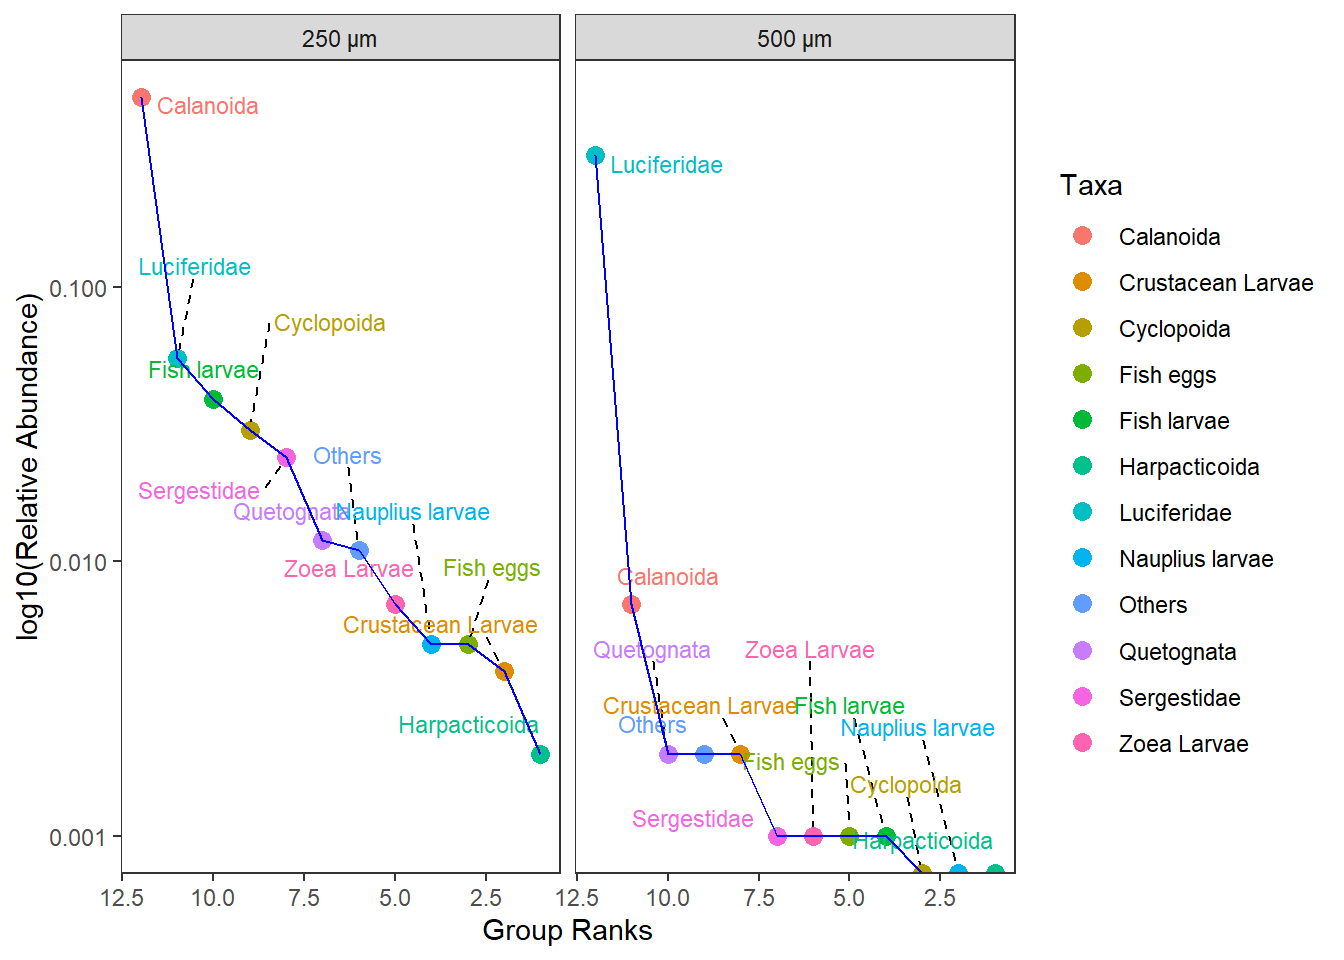 250 µm
500 µm
Calanoida
Luciferidae
Cyclopoida
Fish larvae
Others
Sergestidae
Quetognata
Nauplius larvae
Zoea Larvae
Fish eggs
Crustacean Larvae
Harpacticoida
Luciferidae
Calanoida
Quetognata
Zoea Larvae
Crustacean Larvae
Fish larvae
Others
Nauplius larvae
Fish eggs
Cyclopoida
Sergestidae
Harpacticoida
0.100
0.010
0.001
log10(Relative Abundance)
12.5 10.0 7.5 5.0 2.5
12.5 10.0 7.5 5.0 2.5
Group Ranks
Taxa
Calanoida
Crustacean Larvae
Cyclopoida
Fish eggs
Fish larvae
Harpacticoida
Luciferidae
Nauplius larvae
Others
Quetognata
Sergestidae
Zoea Larvae